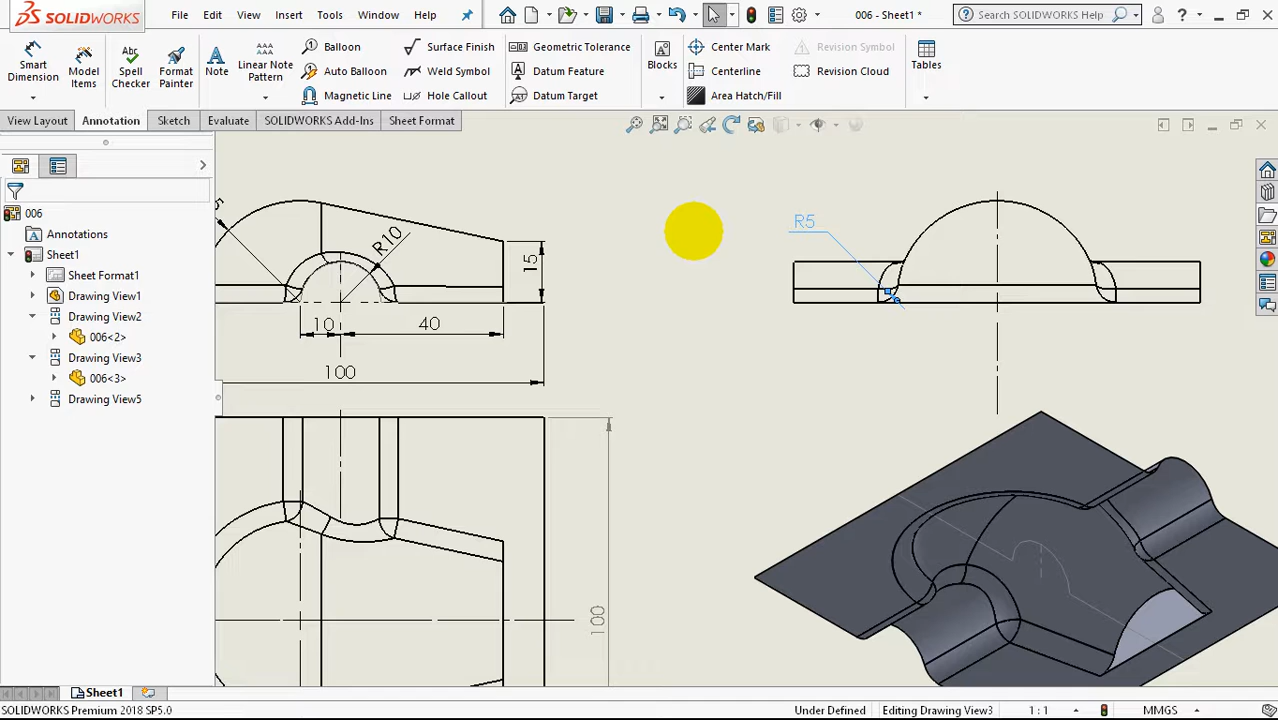 SOLIDWORKS
File Edit View Insert Tools Window Help
006 - Sheet1 *
Search SOLIDWORKS Help
?
Smart Dimension
Model Items
Spell Checker
Format Painter
Note
Linear Note Pattern
Balloon
Auto Balloon
Magnetic Line
Surface Finish
Weld Symbol
Hole Callout
Geometric Tolerance
Datum Feature
Datum Target
Blocks
Center Mark
Centerline
Area Hatch/Fill
Revision Symbol
Revision Cloud
Tables
View Layout Annotation Sketch Evaluate SOLIDWORKS Add-Ins Sheet Format
006
Annotations
Sheet1
Sheet Format1
Drawing View1
Drawing View2
006<2>
Drawing View3
006<3>
Drawing View5
R10
15
10
40
100
100
R5
Sheet1
SOLIDWORKS Premium 2018 SP5.0
Under Defined
Editing Drawing View3
1 : 1
MMGS